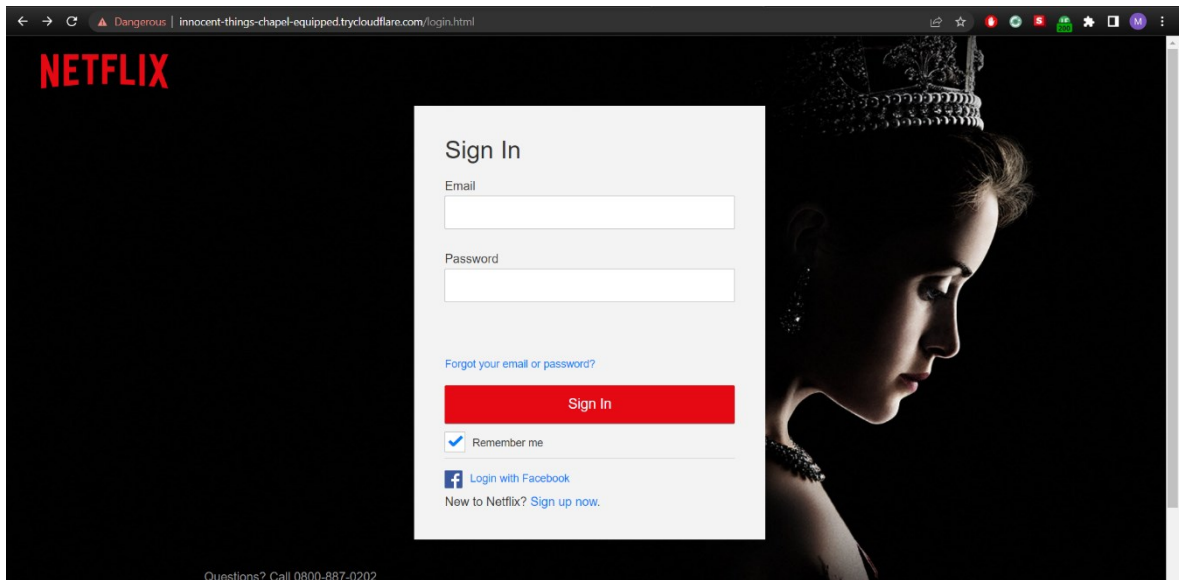 Dangerous | innocent-things-chapel-equipped.trycloudflare.com/login.html
S
200
M
NETFLIX
Sign In
Email
Password
Forgot your email or password?
Sign In
Remember me
f Login with Facebook
New to Netflix? Sign up now.
Questions? Call 0800-887-0202